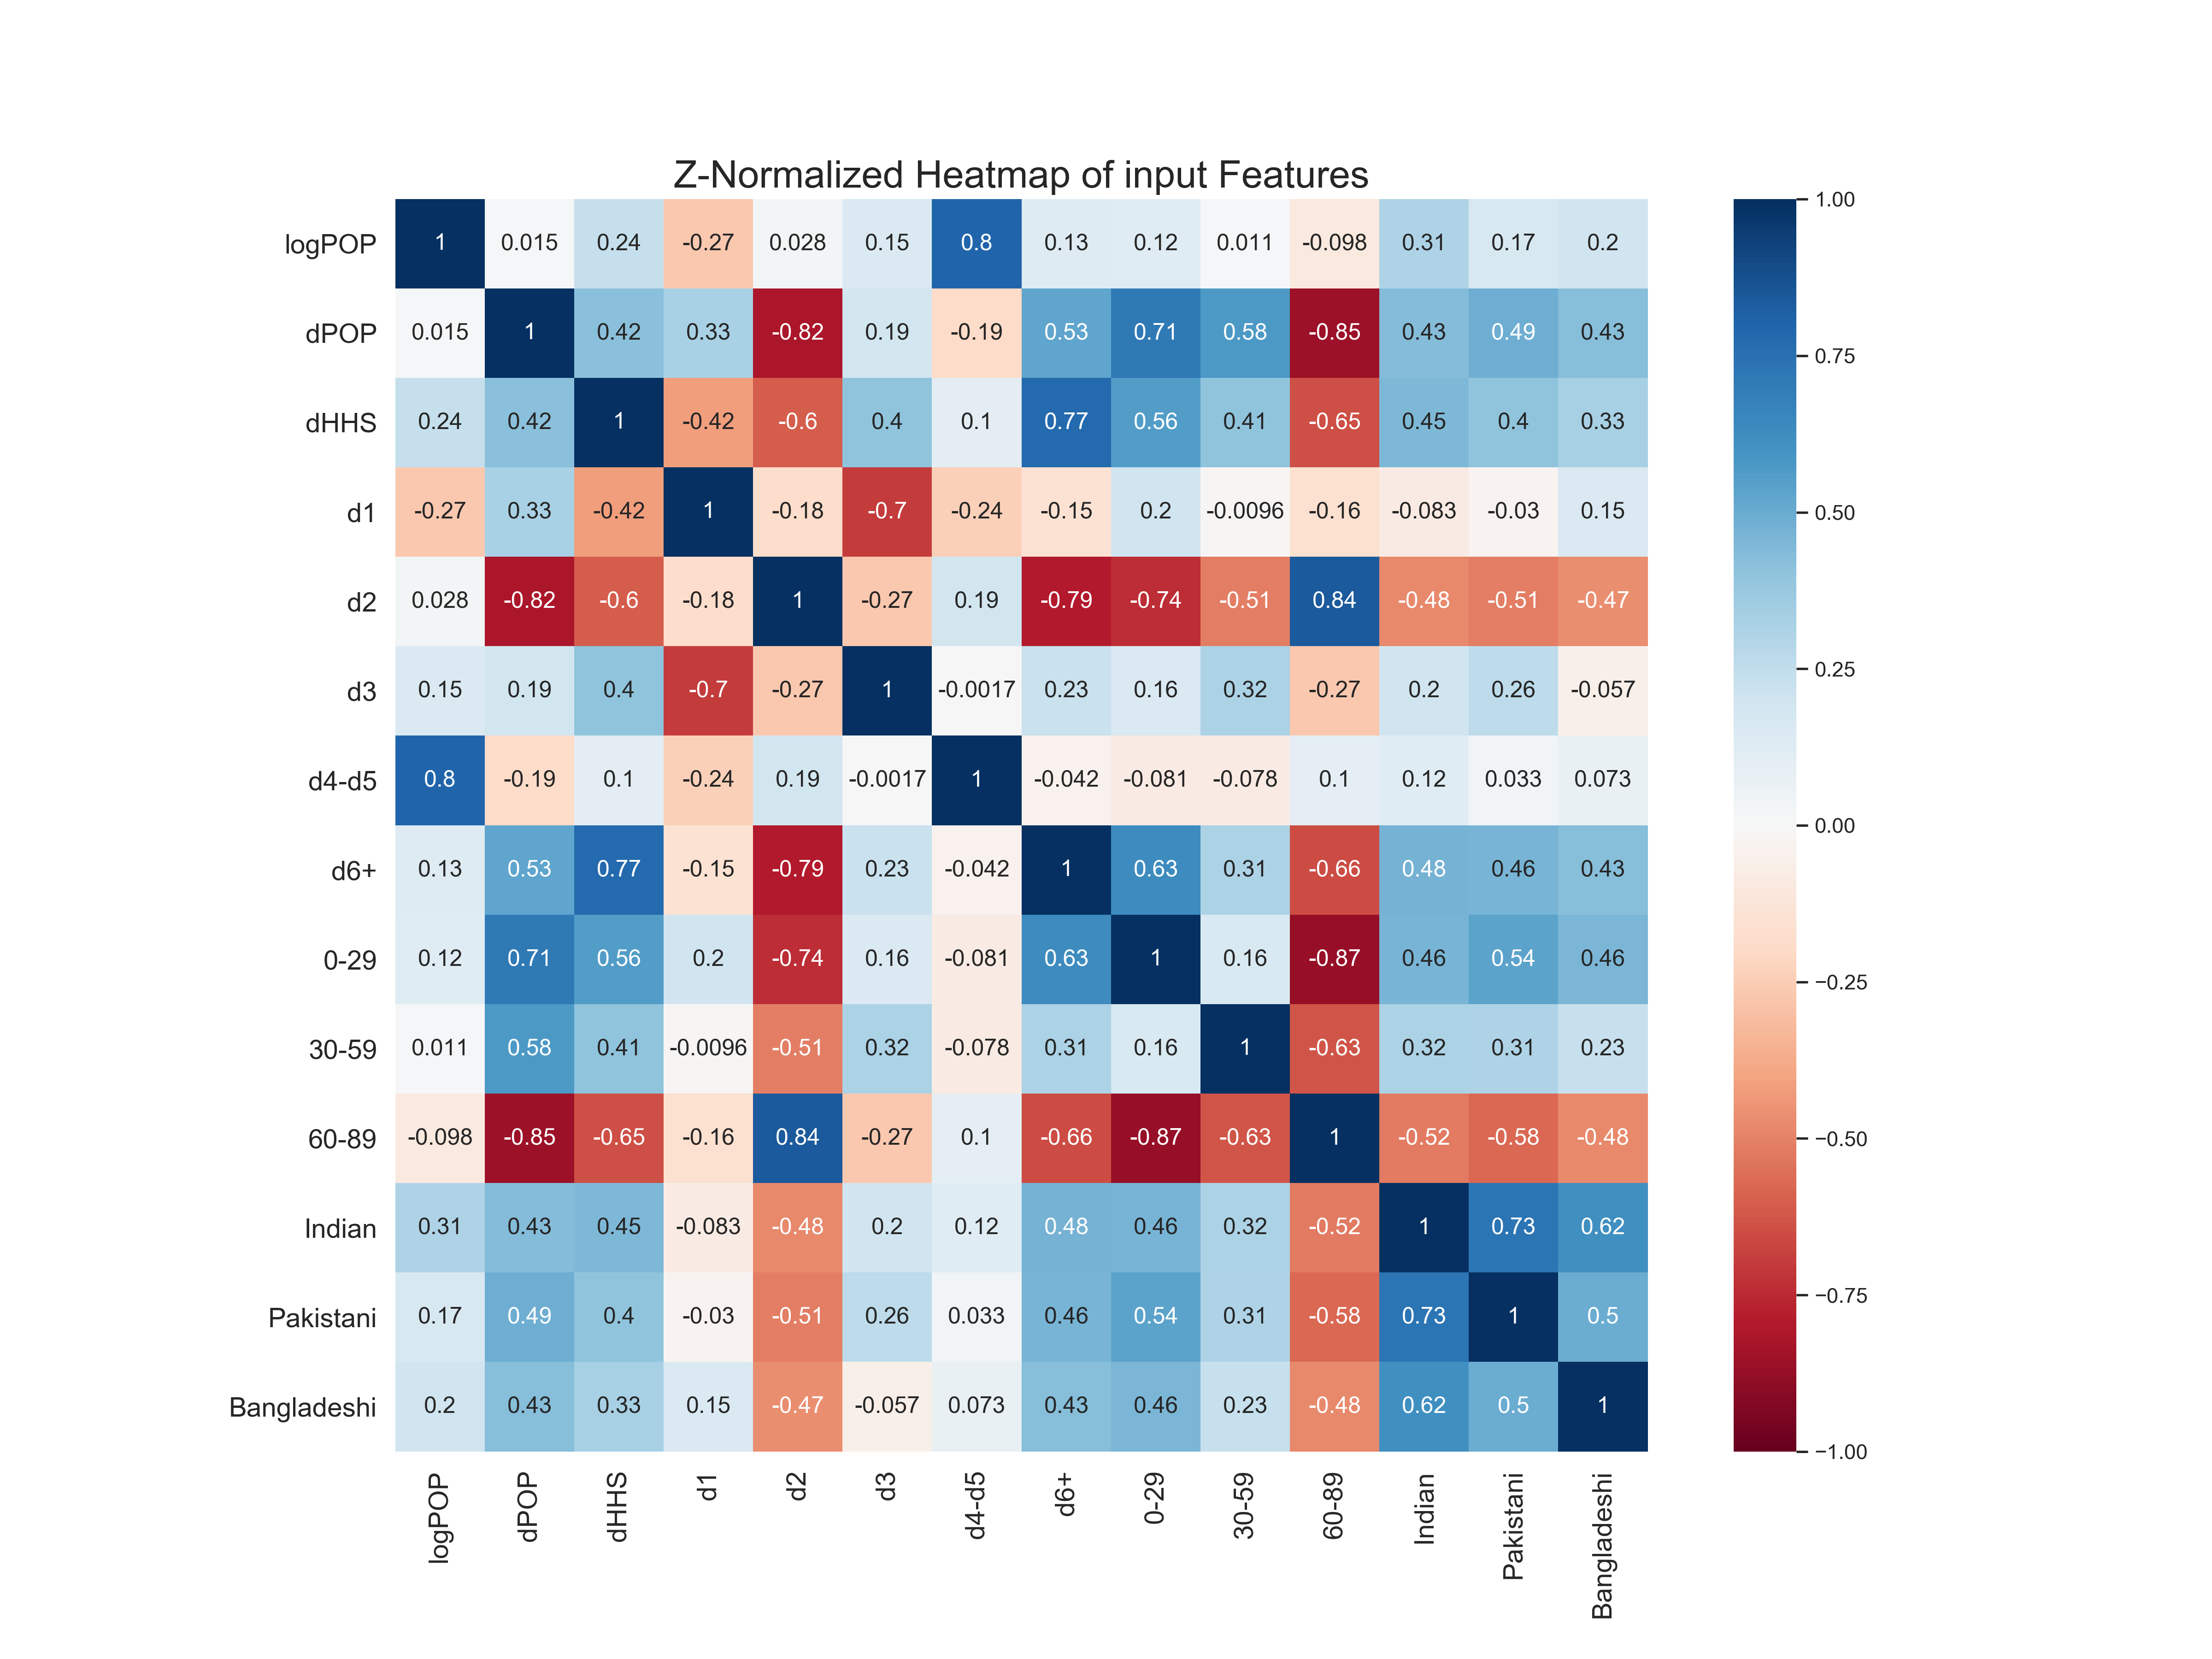 Z-Normalized Heatmap of input Features
logPOP 1 0.015 0.24 -0.27 0.028 0.15 0.8 0.13 0.12 0.011 -0.098 0.31 0.17 0.2
dPOP 0.015 1 0.42 0.33 -0.82 0.19 -0.19 0.53 0.71 0.58 -0.85 0.43 0.49 0.43
dHHS 0.24 0.42 1 -0.42 -0.6 0.4 0.1 0.77 0.56 0.41 -0.65 0.45 0.4 0.33
d1 -0.27 0.33 -0.42 1 -0.18 -0.7 -0.24 -0.15 0.2 -0.0096 -0.16 -0.083 -0.03 0.15
d2 0.028 -0.82 -0.6 -0.18 1 -0.27 0.19 -0.79 -0.74 -0.51 0.84 -0.48 -0.51 -0.47
d3 0.15 0.19 0.4 -0.7 -0.27 1 -0.0017 0.23 0.16 0.32 -0.27 0.2 0.26 -0.057
d4-d5 0.8 -0.19 0.1 -0.24 0.19 -0.0017 1 -0.042 -0.081 -0.078 0.1 0.12 0.033 0.073
d6+ 0.13 0.53 0.77 -0.15 -0.79 0.23 -0.042 1 0.63 0.31 -0.66 0.48 0.46 0.43
0-29 0.12 0.71 0.56 0.2 -0.74 0.16 -0.081 0.63 1 0.16 -0.87 0.46 0.54 0.46
30-59 0.011 0.58 0.41 -0.0096 -0.51 0.32 -0.078 0.31 0.16 1 -0.63 0.32 0.31 0.23
60-89 -0.098 -0.85 -0.65 -0.16 0.84 -0.27 0.1 -0.66 -0.87 -0.63 1 -0.52 -0.58 -0.48
Indian 0.31 0.43 0.45 -0.083 -0.48 0.2 0.12 0.48 0.46 0.32 -0.52 1 0.73 0.62
Pakistani 0.17 0.49 0.4 -0.03 -0.51 0.26 0.033 0.46 0.54 0.31 -0.58 0.73 1 0.5
Bangladeshi 0.2 0.43 0.33 0.15 -0.47 -0.057 0.073 0.43 0.46 0.23 -0.48 0.62 0.5 1
logPOP dPOP dHHS d1 d2 d3 d4-d5 d6+ 0-29 30-59 60-89 Indian Pakistani Bangladeshi
1.00
0.75
0.50
0.25
0.00
−0.25
−0.50
−0.75
−1.00